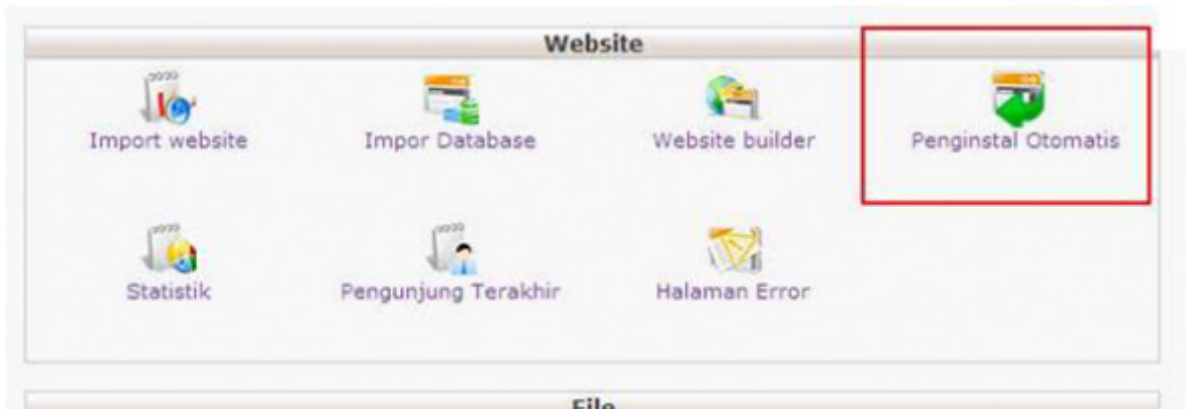 Website
Import website
Impor Database
Website builder
Penginstal Otomatis
Statistik
Pengunjung Terakhir
Halaman Error
File